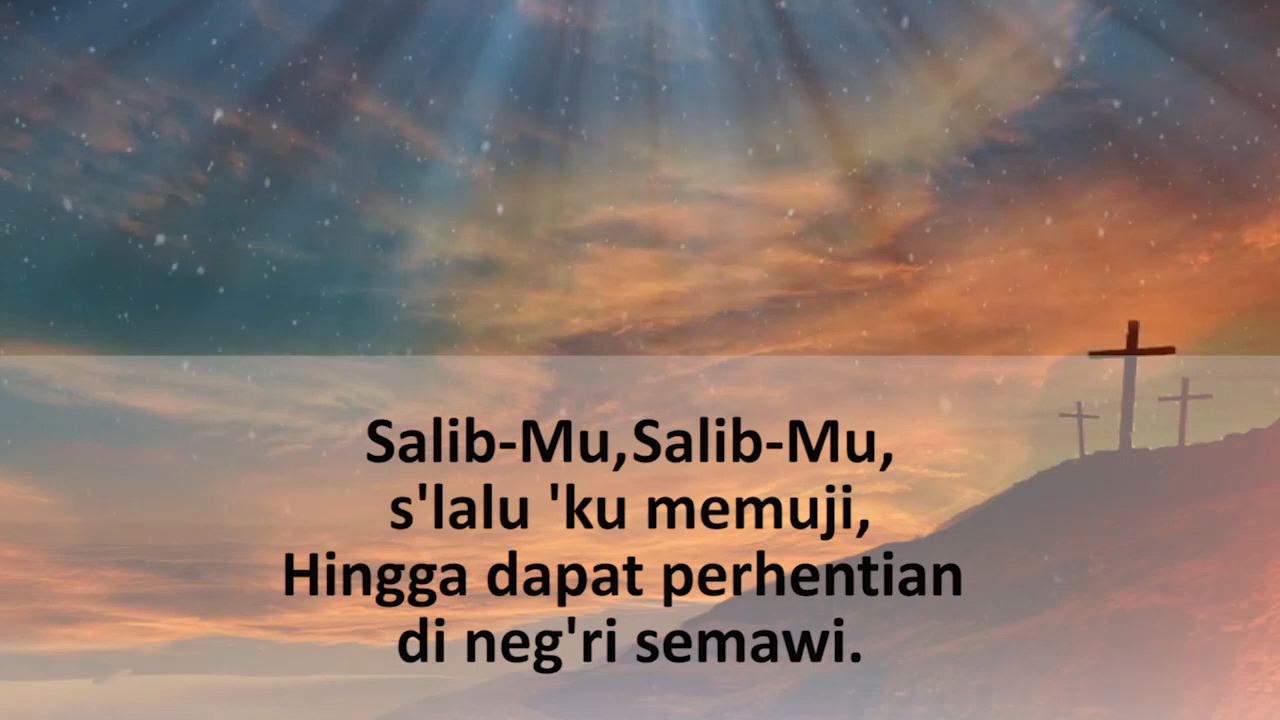 Salib-Mu,Salib-Mu,
s'lalu 'ku memuji,
Hingga dapat perhentian
di neg'ri semawi.